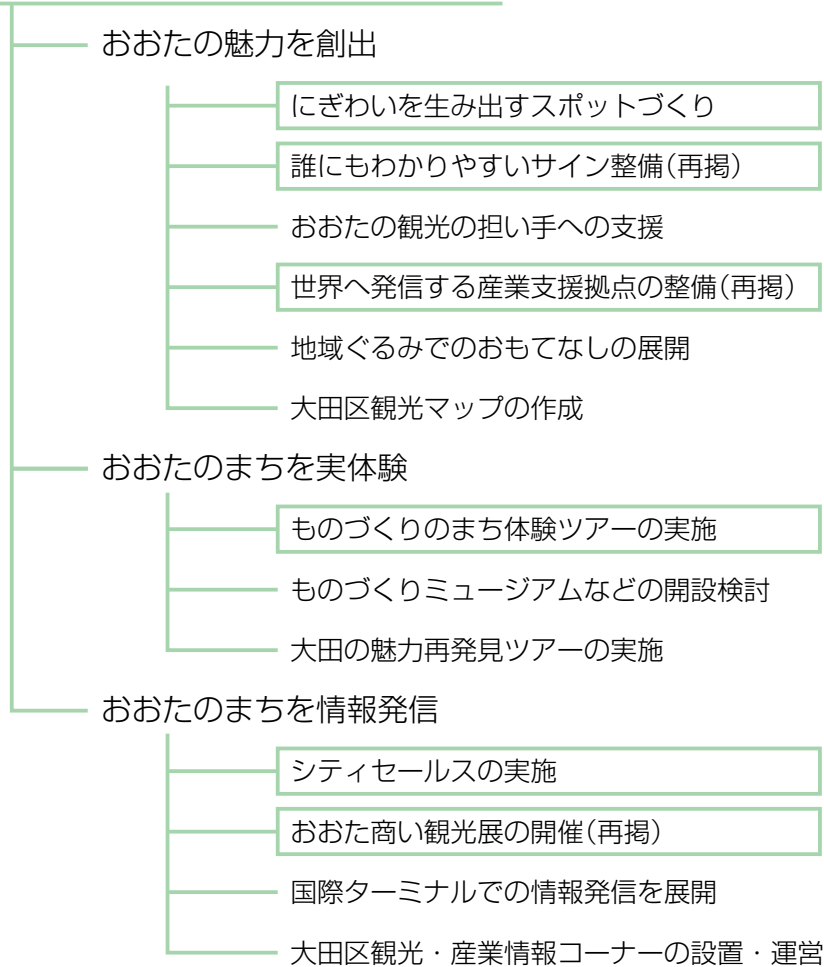 おおたの魅力を創出
にぎわいを生み出すスポットづくり
誰にもわかりやすいサイン整備(再掲)
おおたの観光の担い手への支援
世界へ発信する産業支援拠点の整備(再掲)
地域ぐるみでのおもてなしの展開
大田区観光マップの作成
おおたのまちを実体験
ものづくりのまち体験ツアーの実施
ものづくりミュージアムなどの開設検討
大田の魅力再発見ツアーの実施
おおたのまちを情報発信
シティセールスの実施
おおた商い観光展の開催(再掲)
国際ターミナルでの情報発信を展開
大田区観光・産業情報コーナーの設置・運営